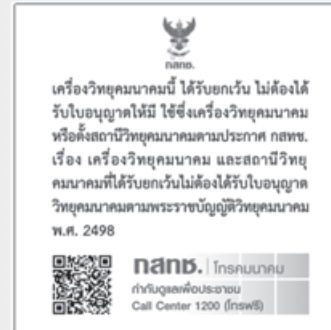 กสทช.
เครื่องวิทยุคมนาคมนี้ ได้รับยกเว้น ไม่ต้องได้
รับใบอนุญาตให้มี ใช้ซึ่งเครื่องวิทยุคมนาคม
หรือตั้งสถานีวิทยุคมนาคมตามประกาศ กสทช.
เรื่อง เครื่องวิทยุคมนาคม และสถานีวิทยุ
คมนาคมที่ได้รับยกเว้นไม่ต้องได้รับใบอนุญาต
วิทยุคมนาคมตามพระราชบัญญัติวิทยุคมนาคม
พ.ศ. 2498
กสทช. | โทรคมนาคม
กำกับดูแลเพื่อประชาชน
Call Center 1200 (โทรฟรี)